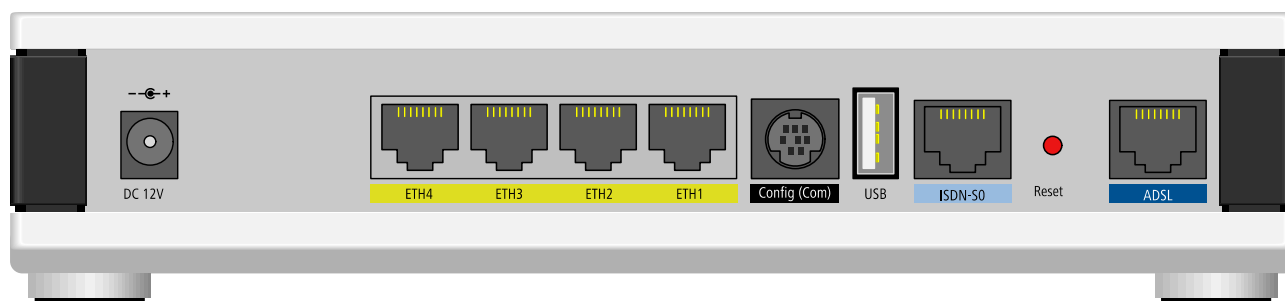 DC 12V
ETH4
ETH3
ETH2
ETH1
Config (Com)
USB
ISDN-S0
Reset
ADSL